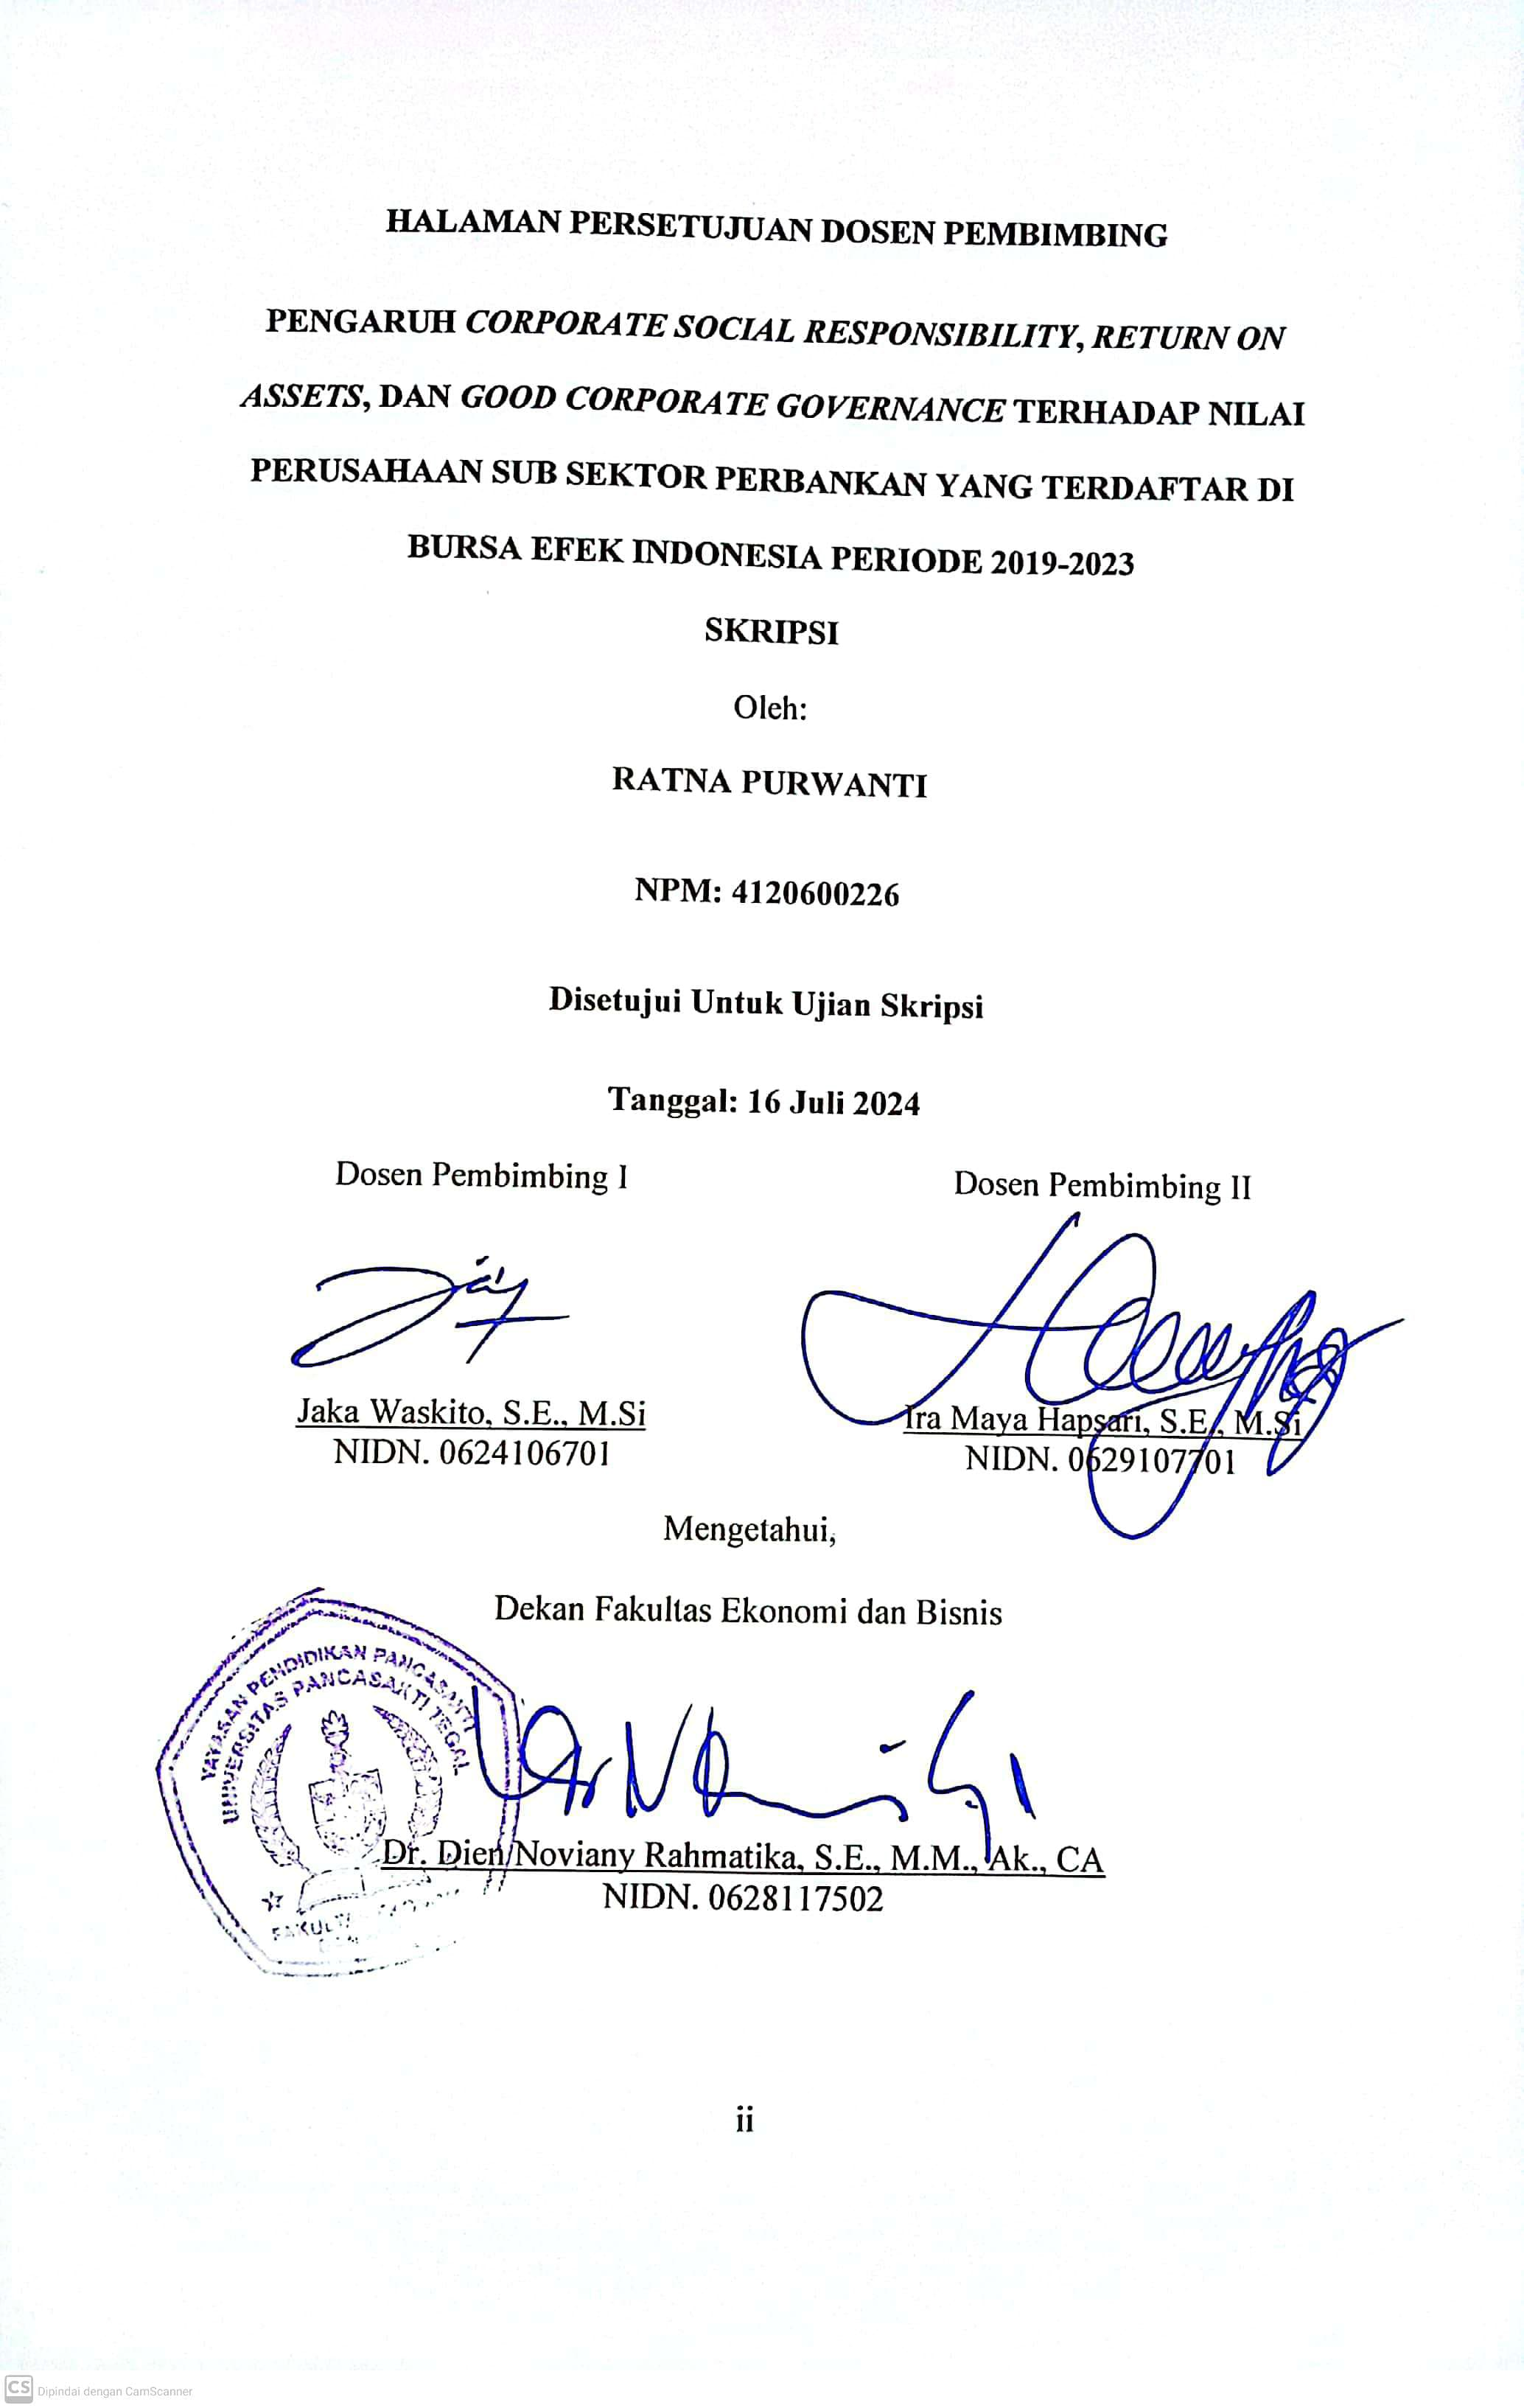 HALAMAN PERSETUJUAN DOSEN PEMBIMBING
PENGARUH CORPORATE SOCIAL RESPONSIBILITY, RETURN ON
ASSETS, DAN GOOD CORPORATE GOVERNANCE TERHADAP NILAI
PERUSAHAAN SUB SEKTOR PERBANKAN YANG TERDAFTAR DI
BURSA EFEK INDONESIA PERIODE 2019-2023
SKRIPSI
Oleh:
RATNA PURWANTI
NPM: 4120600226
Disetujui Untuk Ujian Skripsi
Tanggal: 16 Juli 2024
Dosen Pembimbing I
Dosen Pembimbing II
Jaka Waskito, S.E., M.Si
NIDN. 0624106701
Ira Maya Hapsari, S.E., M.Si
NIDN. 0629107701
Mengetahui,
Dekan Fakultas Ekonomi dan Bisnis
YAYASAN PENDIDIKAN PANCASAKTI
UNIVERSITAS PANCASAKTI TEGAL
Dr. Dien Noviany Rahmatika, S.E., M.M., Ak., CA
NIDN. 0628117502
ii
CS Dipindai dengan CamScanner